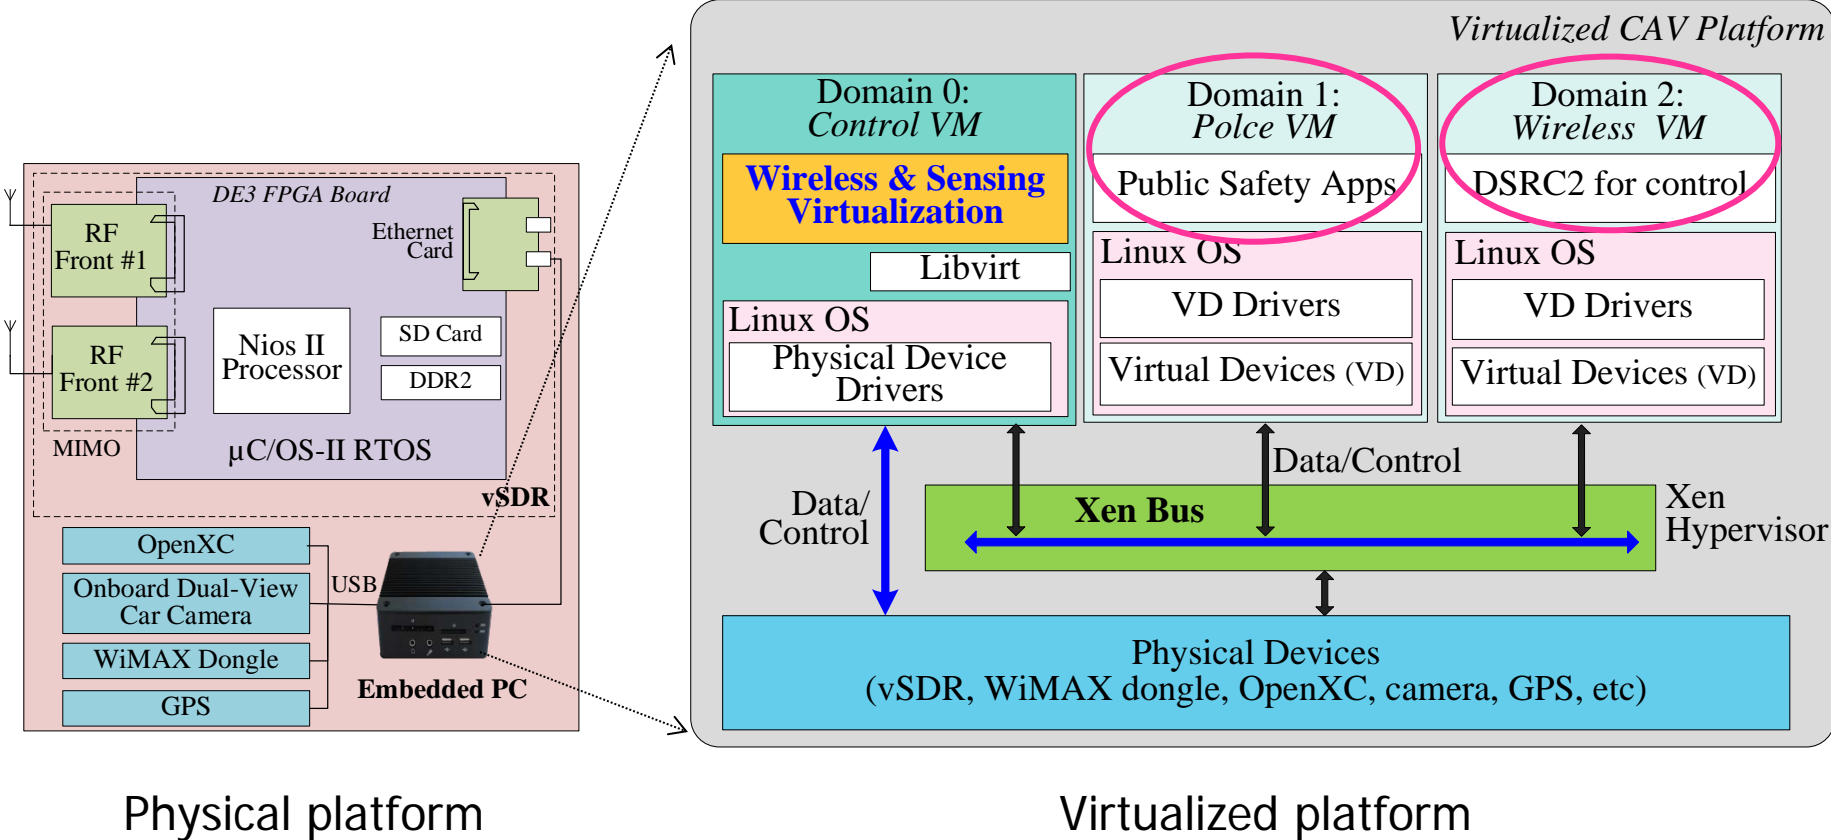 DE3 FPGA Board
RF
Front #1
Ethernet
Card
RF
Front #2
Nios II
Processor
SD Card
DDR2
MIMO
µC/OS-II RTOS
vSDR
OpenXC
Onboard Dual-View
Car Camera
WiMAX Dongle
GPS
USB
Embedded PC
Physical platform
Virtualized CAV Platform
Domain 0:
Control VM
Wireless & Sensing
Virtualization
Libvirt
Linux OS
Physical Device
Drivers
Domain 1:
Polce VM
Public Safety Apps
Linux OS
VD Drivers
Virtual Devices (VD)
Domain 2:
Wireless VM
DSRC2 for control
Linux OS
VD Drivers
Virtual Devices (VD)
Data/
Control
Data/Control
Xen Bus
Xen
Hypervisor
Physical Devices
(vSDR, WiMAX dongle, OpenXC, camera, GPS, etc)
Virtualized platform